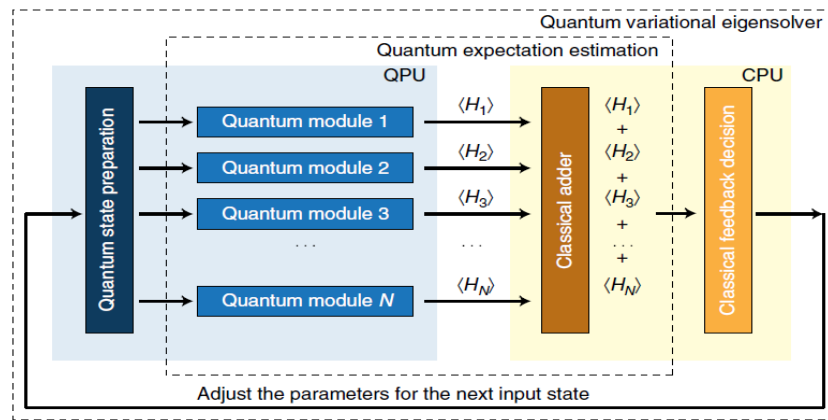 Quantum variational eigensolver
Quantum expectation estimation
QPU
CPU
Quantum state preparation
Quantum module 1
⟨H₁⟩
Quantum module 2
⟨H₂⟩
Quantum module 3
⟨H₃⟩
. . .
. . .
Quantum module N
⟨H_N⟩
Classical adder
⟨H₁⟩
+
⟨H₂⟩
+
⟨H₃⟩
+
. . .
+
⟨H_N⟩
Classical feedback decision
Adjust the parameters for the next input state